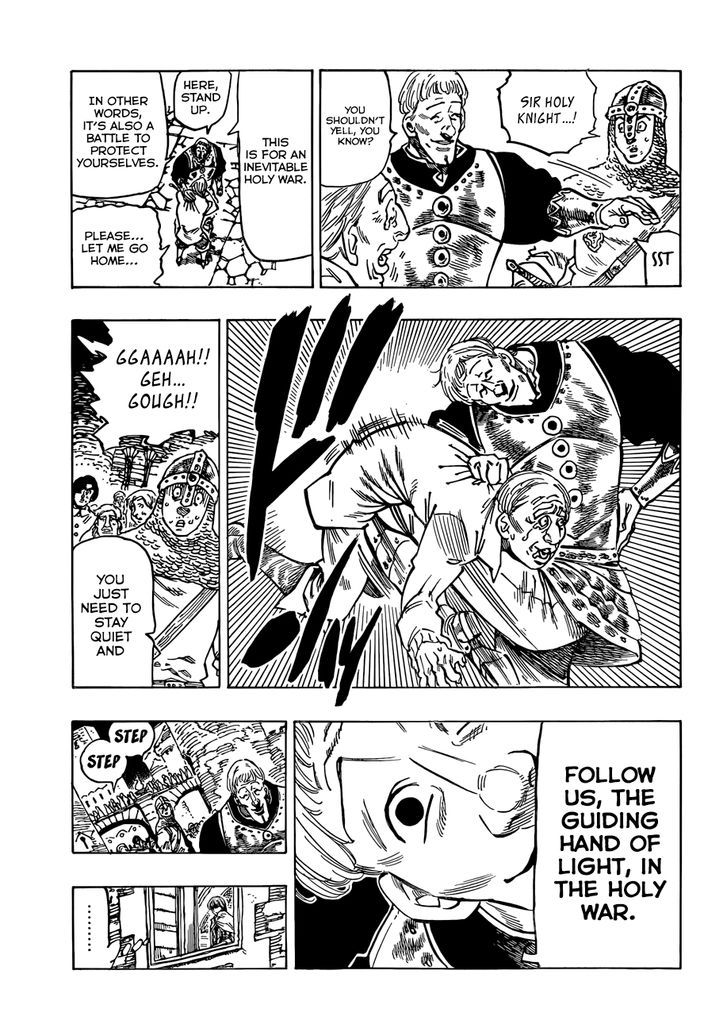 SIR HOLY
KNIGHT....!
SST
YOU
SHOULDN'T
YELL, YOU
KNOW?
THIS
IS FOR AN
INEVITABLE
HOLY WAR.
HERE,
STAND
UP.
IN OTHER
WORDS,
IT'S ALSO A
BATTLE TO
PROTECT
YOURSELVES.
PLEASE...
LET ME GO
HOME...
GGAAAAH!!
GEH...
GOUGH!!
YOU
JUST
NEED TO
STAY
QUIET
AND
FOLLOW
US, THE
GUIDING
HAND OF
LIGHT, IN
THE HOLY
WAR.
STEP
STEP
........